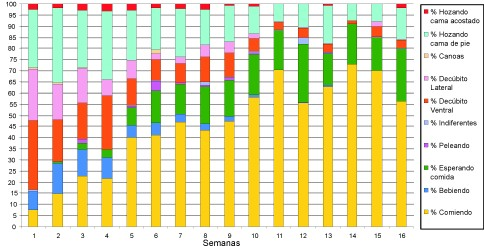 100
95
90
85
80
75
70
65
60
55
50
45
40
35
30
25
20
15
10
5
0
1 2 3 4 5 6 7 8 9 10 11 12 13 14 15 16
Semanas
% Hozando
cama acostado
% Hozando
cama de pie
% Canoas
% Decúbito
Lateral
% Decúbito
Ventral
% Indiferentes
% Peleando
% Esperando
comida
% Bebiendo
% Comiendo